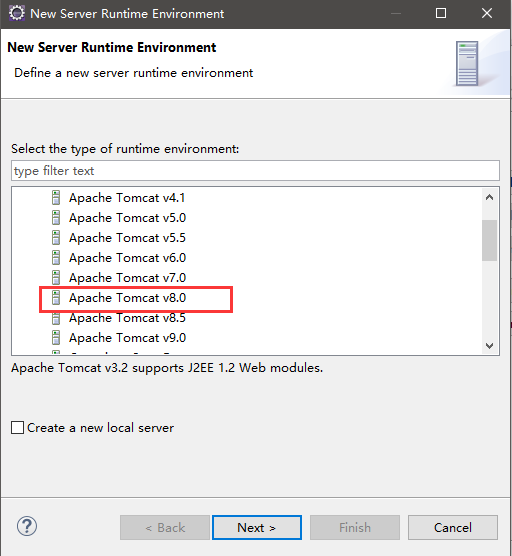 New Server Runtime Environment
New Server Runtime Environment
Define a new server runtime environment
Select the type of runtime environment:
type filter text
Apache Tomcat v4.1
Apache Tomcat v5.0
Apache Tomcat v5.5
Apache Tomcat v6.0
Apache Tomcat v7.0
Apache Tomcat v8.0
Apache Tomcat v8.5
Apache Tomcat v9.0
Apache Tomcat v3.2 supports J2EE 1.2 Web modules.
Create a new local server
?
< Back
Next >
Finish
Cancel